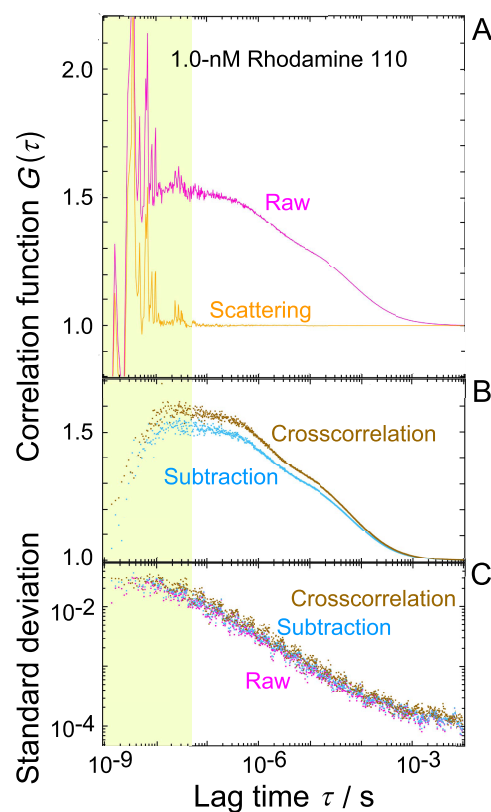 A
2.0
1.0-nM Rhodamine 110
1.5
Raw
Scattering
1.0
Correlation function G(τ)
B
1.5
Crosscorrelation
Subtraction
1.0
C
10-2
Crosscorrelation
Subtraction
Raw
10-4
Standard deviation
10-9 10-6 10-3
Lag time τ / s